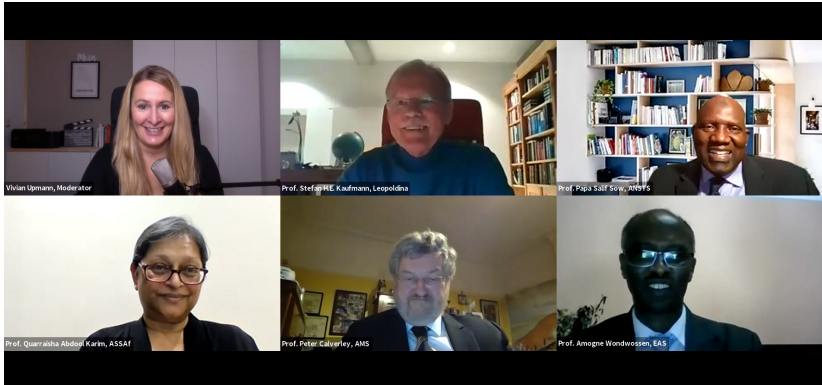 Vivian Upmann, Moderator
Prof. Stefan H.E. Kaufmann, Leopoldina
Prof. Papa Salif Sow, ANSTS
Prof. Quarraisha Abdool Karim, ASSAf
Prof. Peter Calverley, AMS
Prof. Amogne Wondwossen, EAS